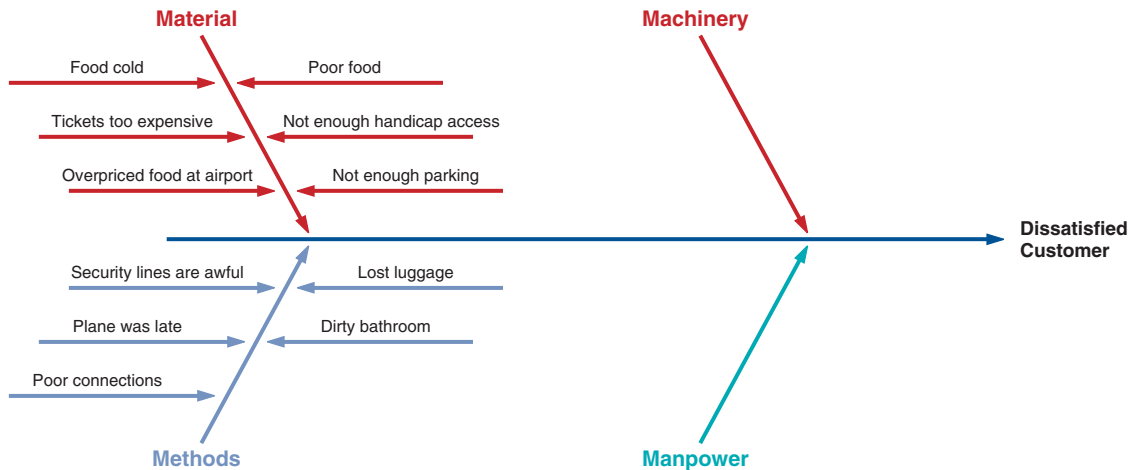 Material
Machinery
Food cold
Poor food
Tickets too expensive
Not enough handicap access
Overpriced food at airport
Not enough parking
Dissatisfied
Customer
Security lines are awful
Lost luggage
Plane was late
Dirty bathroom
Poor connections
Methods
Manpower